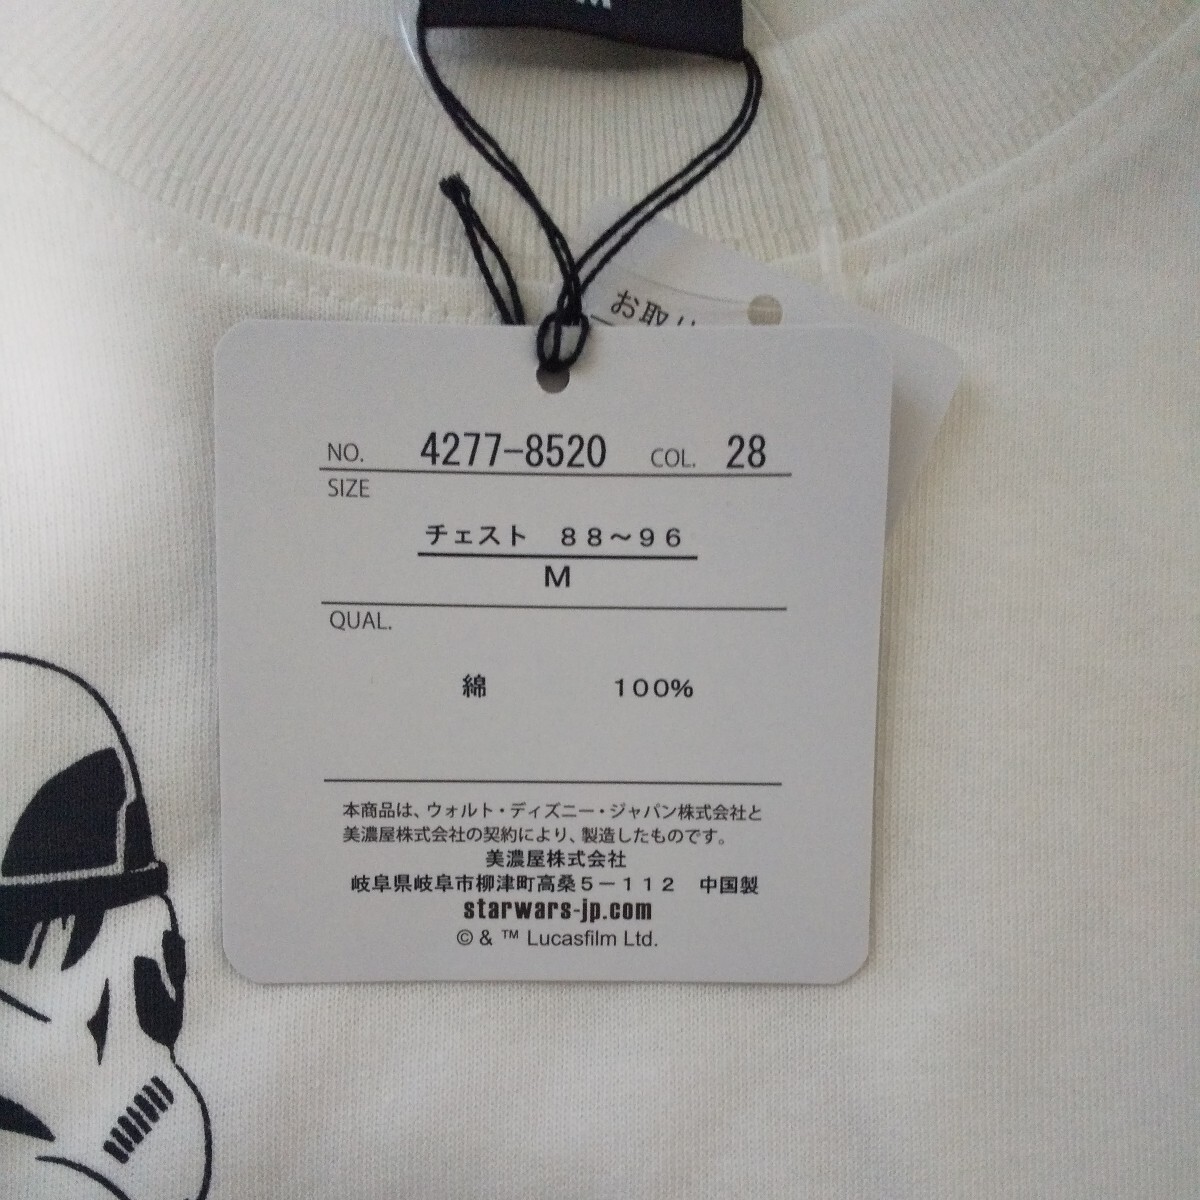 M
お取り
NO. 4277-8520 COL. 28
SIZE
チェスト　８８～９６
M
QUAL.
綿 100%
本商品は、ウォルト・ディズニー・ジャパン株式会社と
美濃屋株式会社の契約により、製造したものです。
美濃屋株式会社
岐阜県岐阜市柳津町高桑５－１１２　中国製
starwars-jp.com
© & ™ Lucasfilm Ltd.